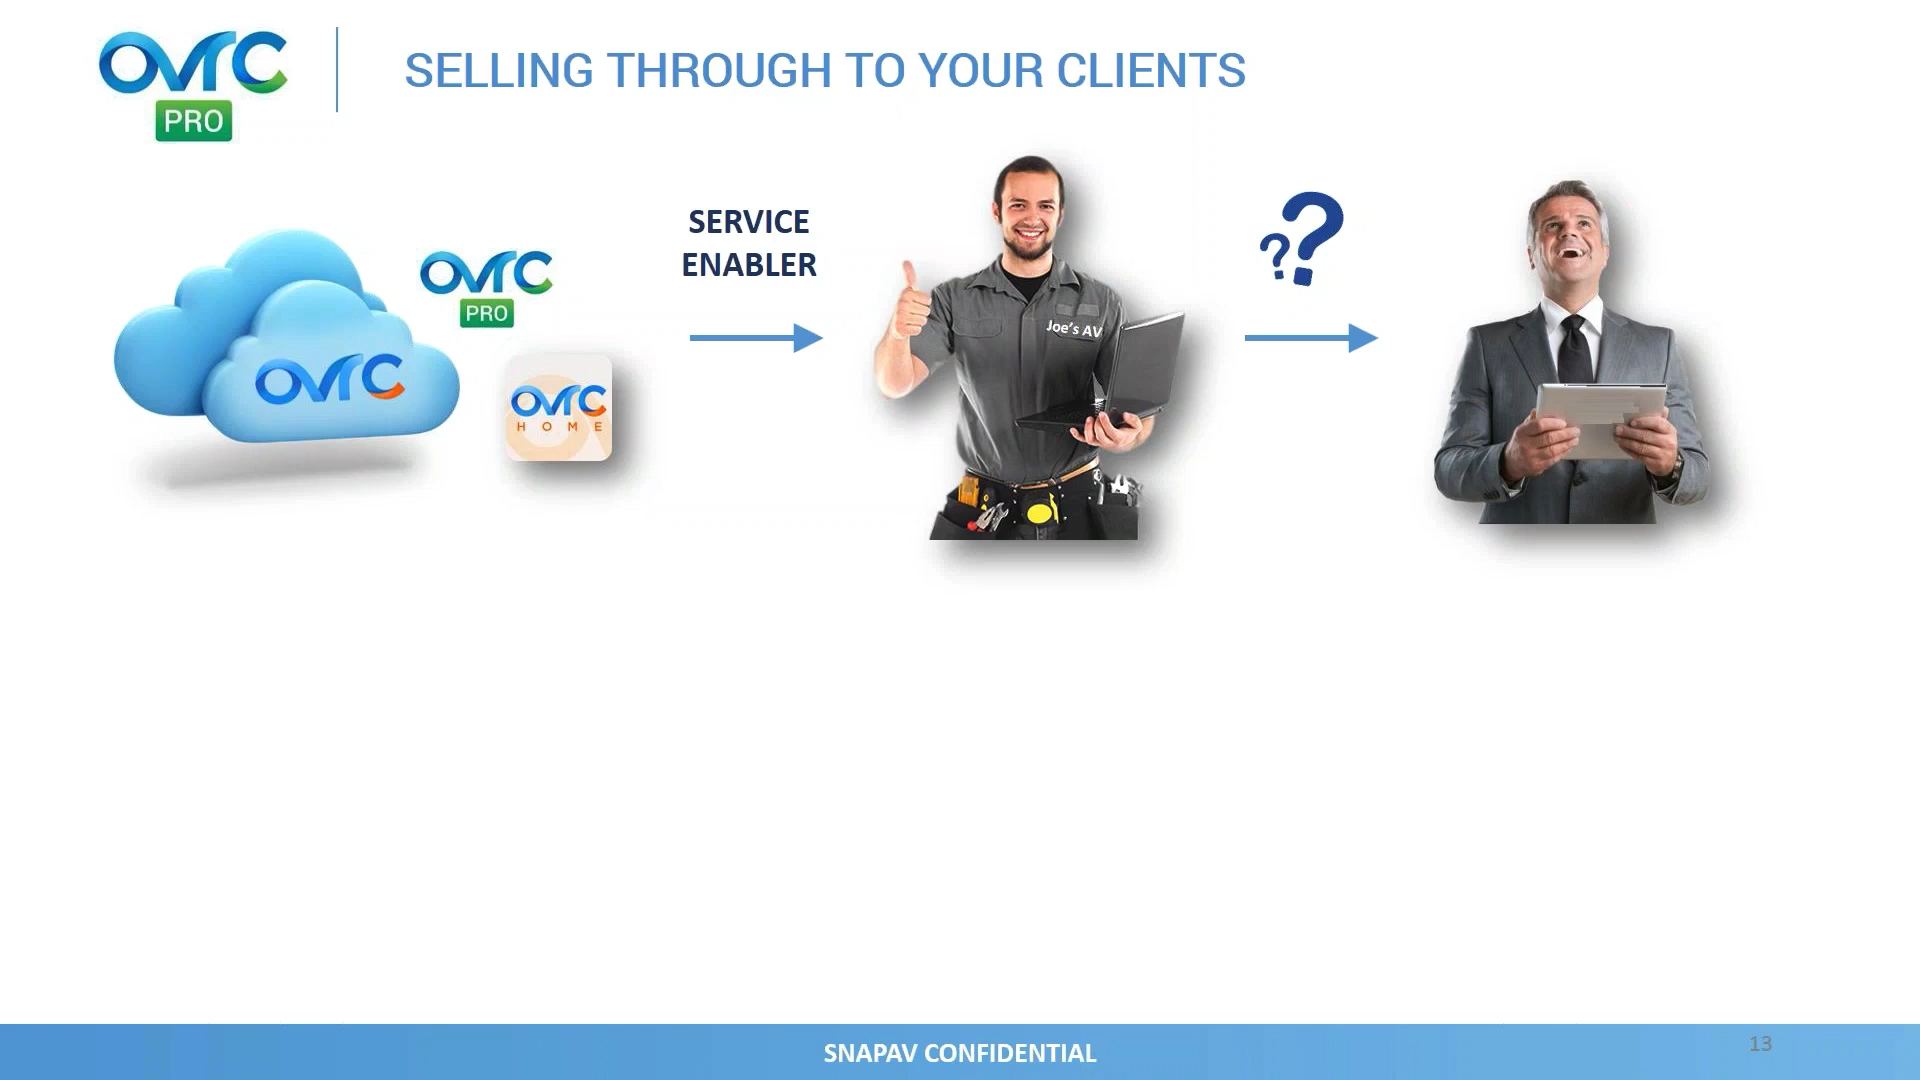 OvrC
PRO
SELLING THROUGH TO YOUR CLIENTS
SERVICE
ENABLER
??
OvrC
PRO
OvrC
OvrC
HOME
Joe's AV
SNAPAV CONFIDENTIAL
13